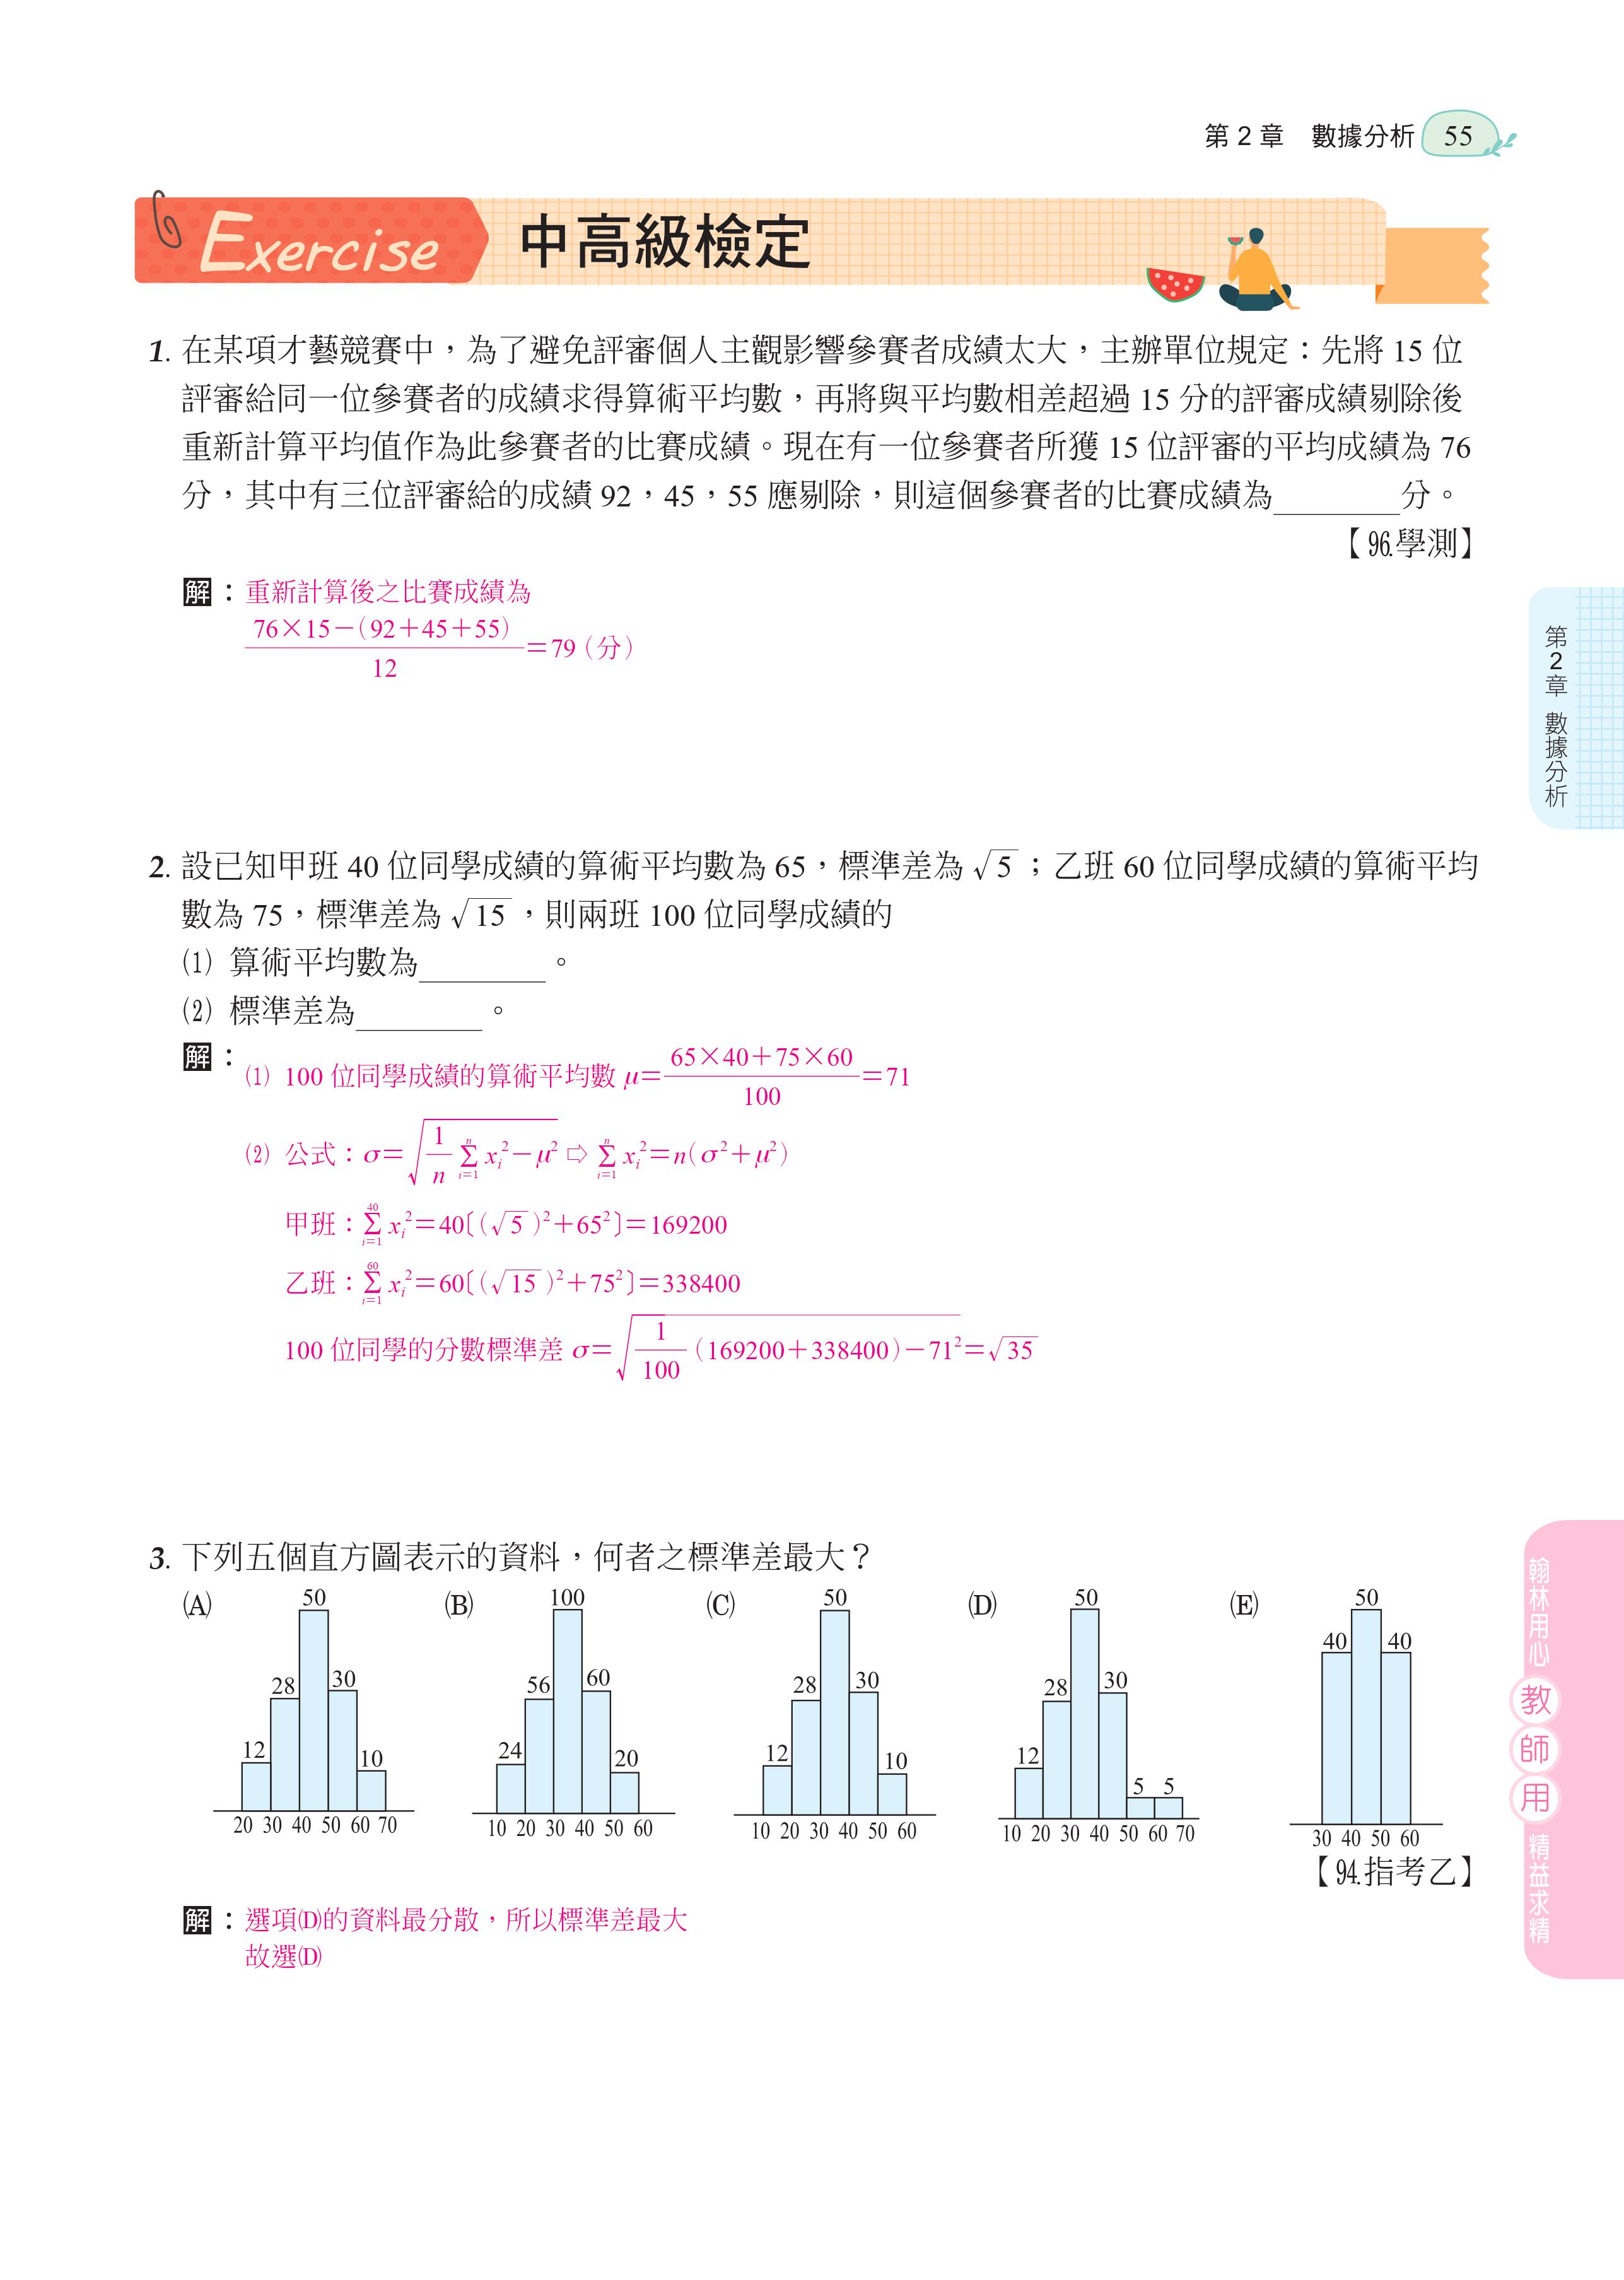 第 2 章　數據分析 55
Exercise 中高級檢定
1. 在某項才藝競賽中，為了避免評審個人主觀影響參賽者成績太大，主辦單位規定：先將 15 位
評審給同一位參賽者的成績求得算術平均數，再將與平均數相差超過 15 分的評審成績剔除後
重新計算平均值作為此參賽者的比賽成績。現在有一位參賽者所獲 15 位評審的平均成績為 76
分，其中有三位評審給的成績 92，45，55 應剔除，則這個參賽者的比賽成績為________分。
【96.學測】
解：重新計算後之比賽成績為
\frac{76×15－(92＋45＋55)}{12}＝79（分）
2. 設已知甲班 40 位同學成績的算術平均數為 65，標準差為 √5；乙班 60 位同學成績的算術平均
數為 75，標準差為 √15，則兩班 100 位同學成績的
(1) 算術平均數為________。
(2) 標準差為________。
解：
(1) 100 位同學成績的算術平均數 μ＝\frac{65×40＋75×60}{100}＝71
(2) 公式：σ＝\sqrt{\frac{1}{n}\sum_{i=1}^{n} x_i^2－μ^2} ⇨ \sum_{i=1}^{n} x_i^2＝n(σ^2＋μ^2)
甲班：\sum_{i=1}^{40} x_i^2＝40〔(√5)^2＋65^2〕＝169200
乙班：\sum_{i=1}^{60} x_i^2＝60〔(√15)^2＋75^2〕＝338400
100 位同學的分數標準差 σ＝\sqrt{\frac{1}{100}(169200＋338400)－71^2}＝√35
3. 下列五個直方圖表示的資料，何者之標準差最大？
(A) 12 28 50 30 10
20 30 40 50 60 70
(B) 24 56 100 60 20
10 20 30 40 50 60
(C) 12 28 50 30 10
10 20 30 40 50 60
(D) 12 28 50 30 5 5
10 20 30 40 50 60 70
(E) 40 50 40
30 40 50 60
【94.指考乙】
解：選項(D)的資料最分散，所以標準差最大
故選(D)
第2章 數據分析
翰林用心 教師用 精益求精